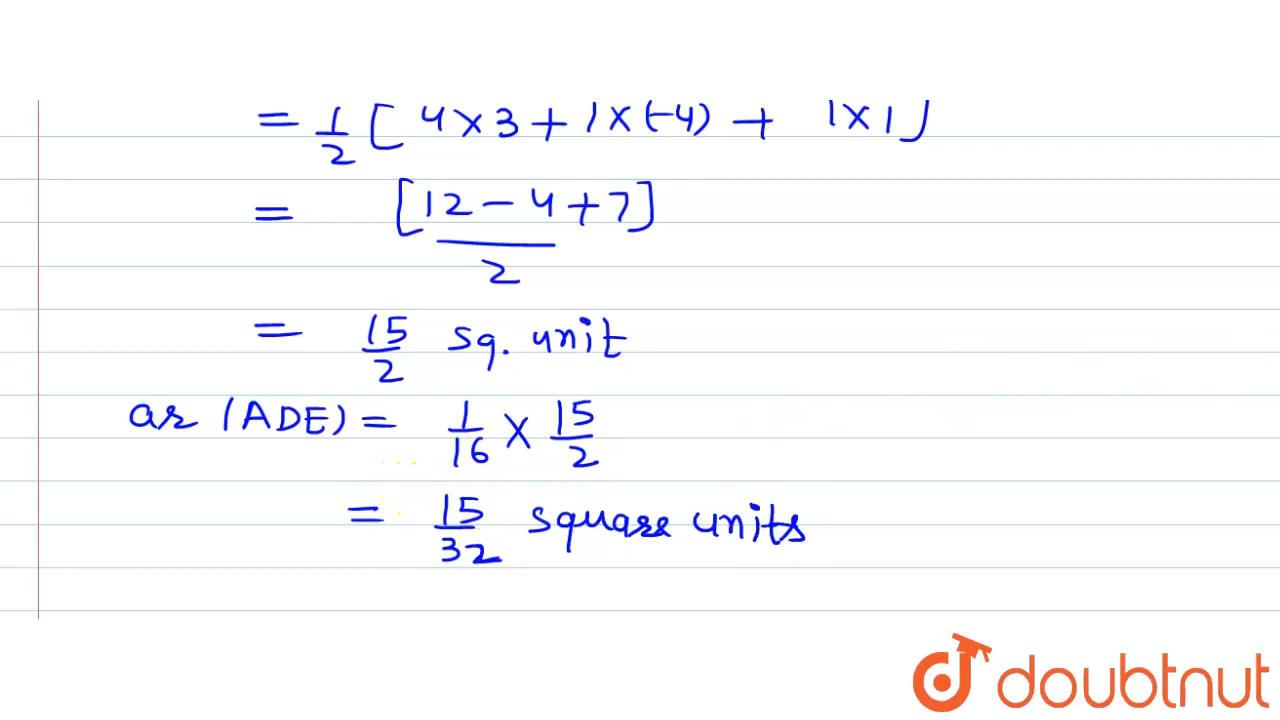 = 1/2 [ 4 × 3 + 1 × (-4) + 1 × 1 ]
= [12 - 4 + 7] / 2
= 15/2 sq. unit
ar (ADE) = 1/16 × 15/2
= 15/32 square units
doubtnut